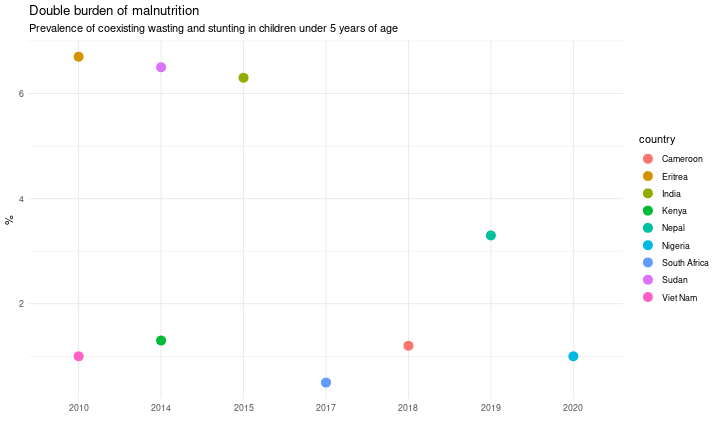 Double burden of malnutrition
Prevalence of coexisting wasting and stunting in children under 5 years of age
6
4
2
%
2010
2014
2015
2017
2018
2019
2020
country
Cameroon
Eritrea
India
Kenya
Nepal
Nigeria
South Africa
Sudan
Viet Nam